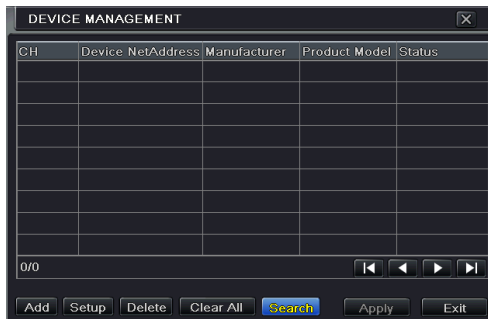 DEVICE MANAGEMENT
CH Device NetAddress Manufacturer Product Model Status
0/0
Add Setup Delete Clear All Search Apply Exit